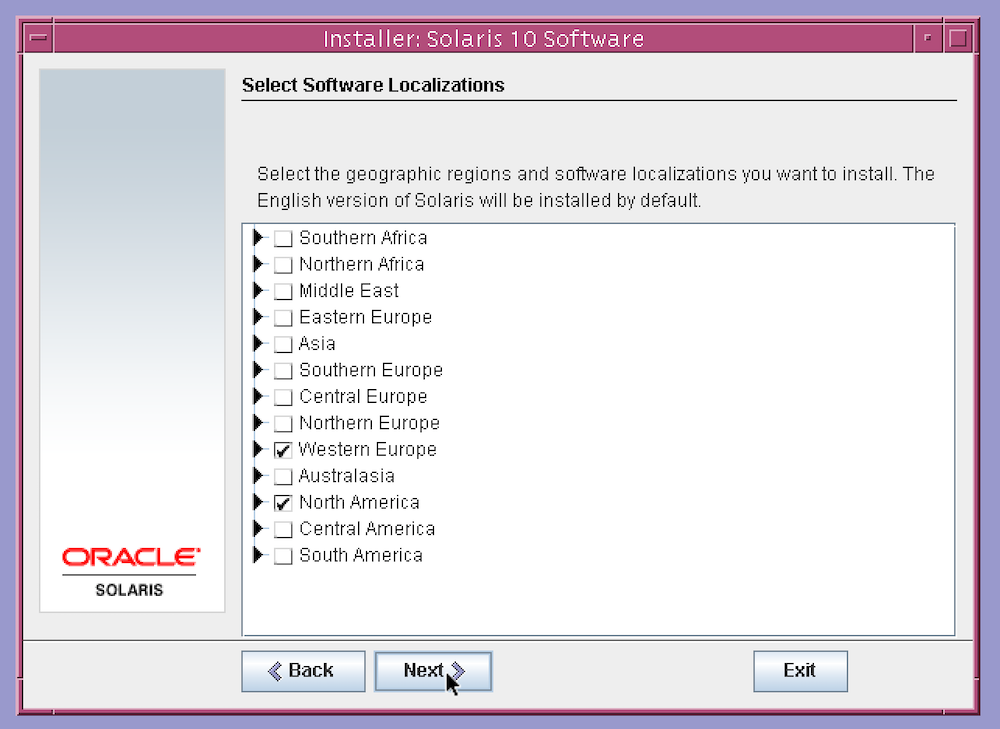 Installer: Solaris 10 Software
Select Software Localizations
Select the geographic regions and software localizations you want to install. The
English version of Solaris will be installed by default.
Southern Africa
Northern Africa
Middle East
Eastern Europe
Asia
Southern Europe
Central Europe
Northern Europe
Western Europe
Australasia
North America
Central America
South America
ORACLE
SOLARIS
Back
Next
Exit